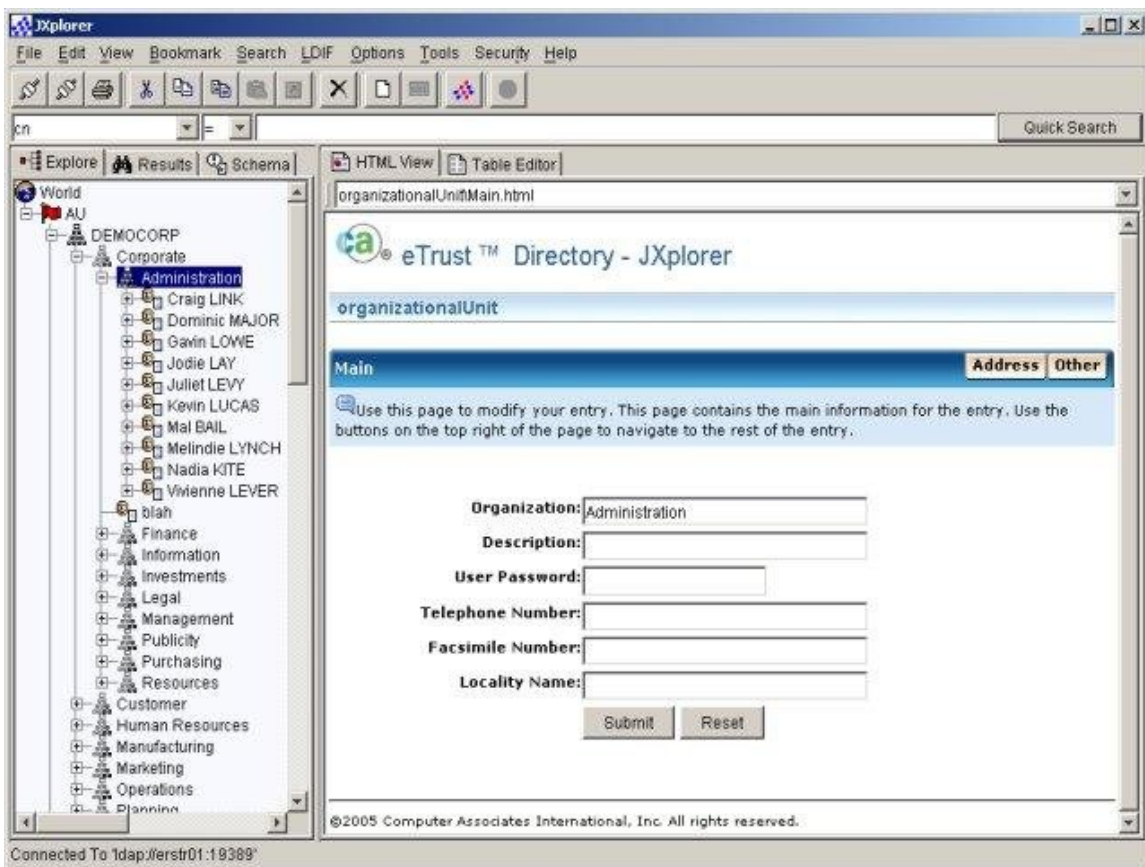 JXplorer
File Edit View Bookmark Search LDIF Options Tools Security Help
cn = Quick Search
Explore Results Schema
World
AU
DEMOCORP
Corporate
Administration
Craig LINK
Dominic MAJOR
Gavin LOWE
Jodie LAY
Juliet LEVY
Kevin LUCAS
Mal BAIL
Melindie LYNCH
Nadia KITE
Vivienne LEVER
blah
Finance
Information
Investments
Legal
Management
Publicity
Purchasing
Resources
Customer
Human Resources
Manufacturing
Marketing
Operations
Planning
HTML View Table Editor
organizationalUnit\Main.html
ca® eTrust ™ Directory - JXplorer
organizationalUnit
Main Address Other
Use this page to modify your entry. This page contains the main information for the entry. Use the
buttons on the top right of the page to navigate to the rest of the entry.
Organization: Administration
Description:
User Password:
Telephone Number:
Facsimile Number:
Locality Name:
Submit Reset
©2005 Computer Associates International, Inc. All rights reserved.
Connected To 'ldap://erstr01:19389'